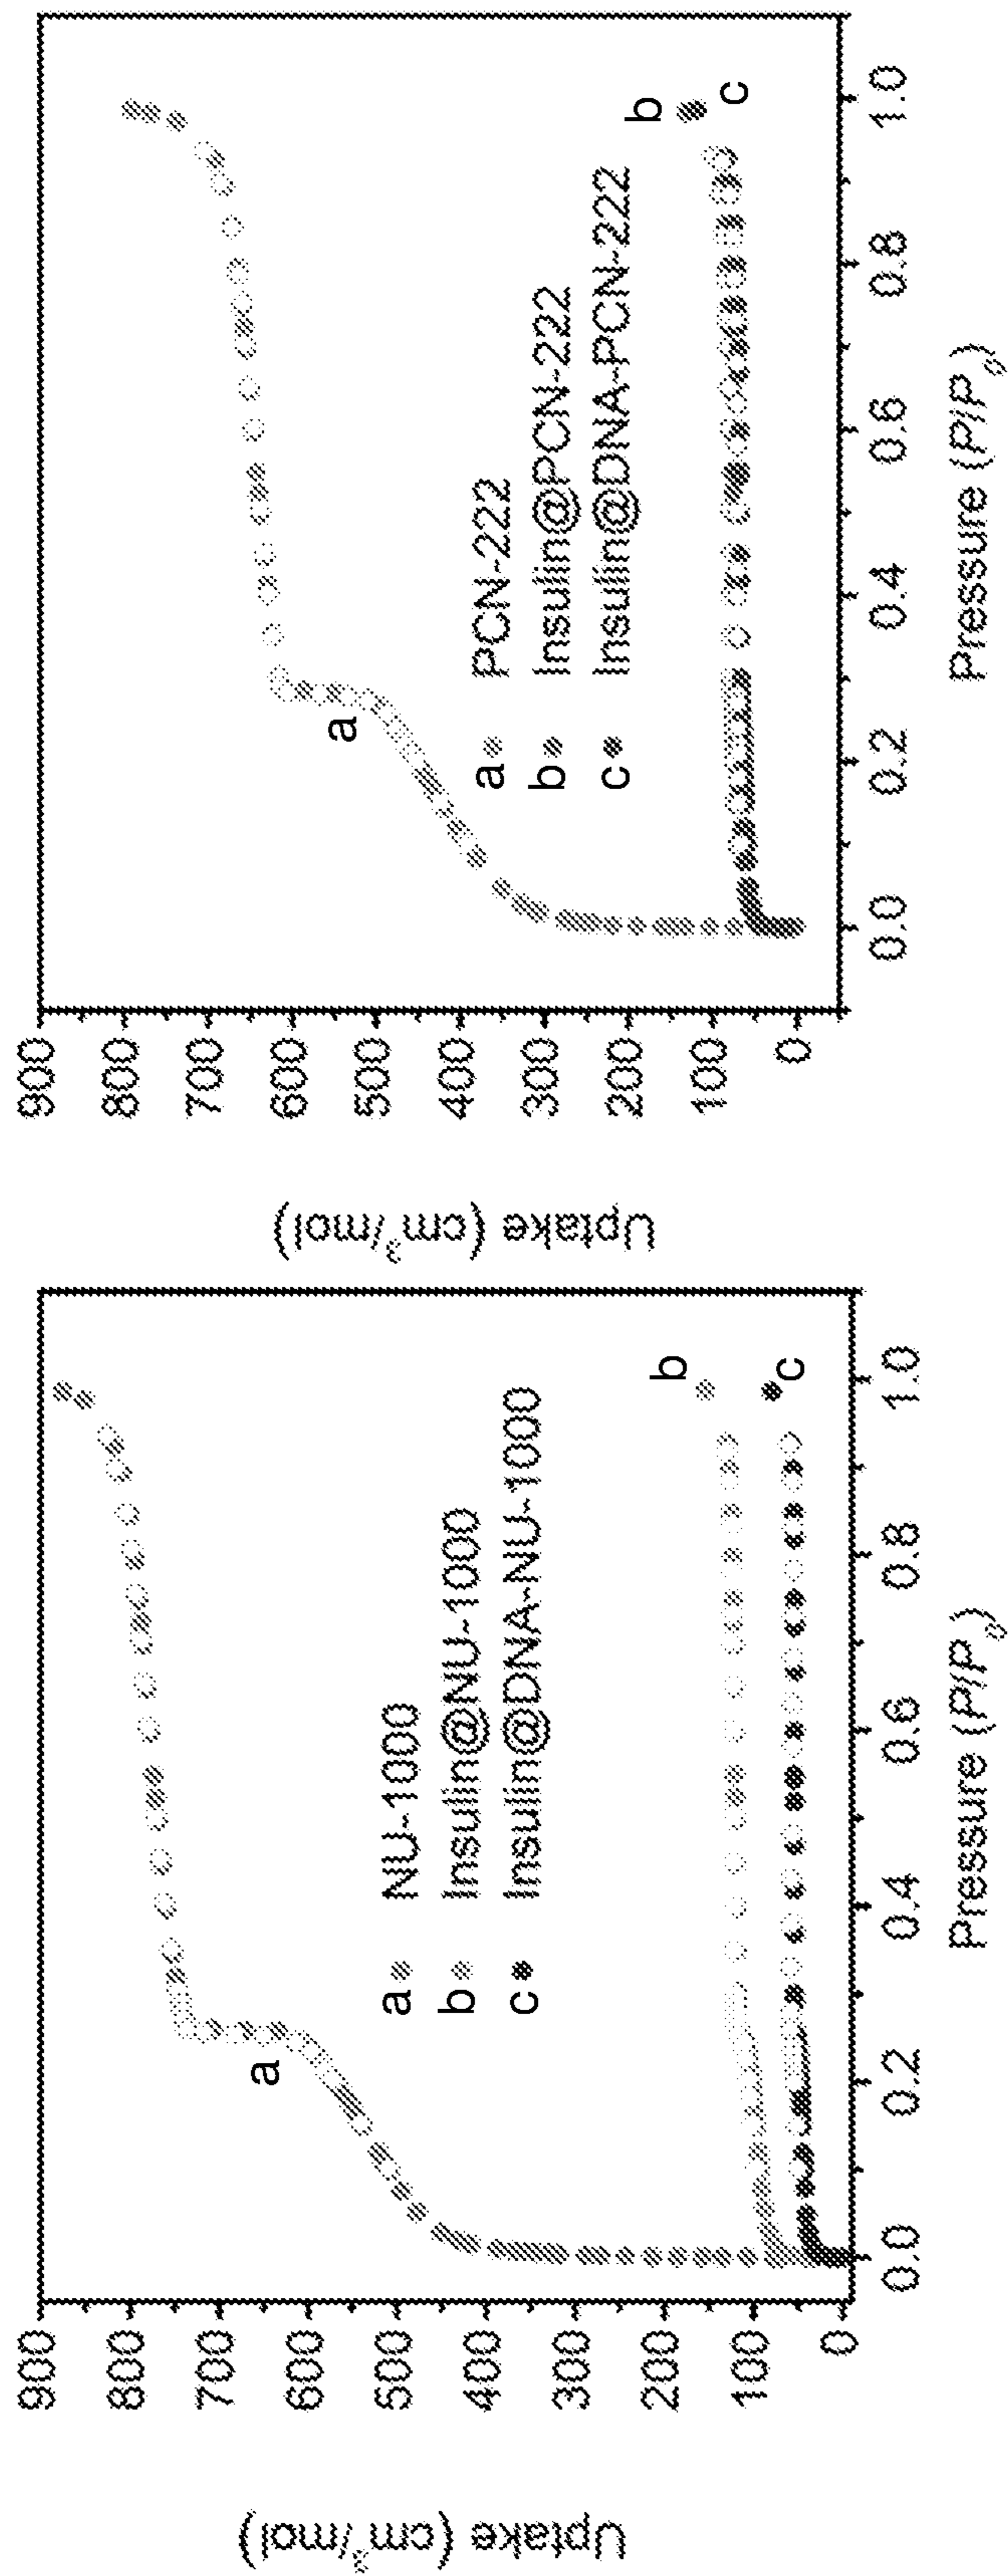 Uptake (cm³/mol)
900
800
700
600
500
400
300
200
100
0
a
a NU-1000
b Insulin@NU-1000
c Insulin@DNA-NU-1000
b
c
0.0 0.2 0.4 0.6 0.8 1.0
Pressure (P/P₀)
Uptake (cm³/mol)
900
800
700
600
500
400
300
200
100
0
a
a PCN-222
b Insulin@PCN-222
c Insulin@DNA-PCN-222
b
c
0.0 0.2 0.4 0.6 0.8 1.0
Pressure (P/P₀)